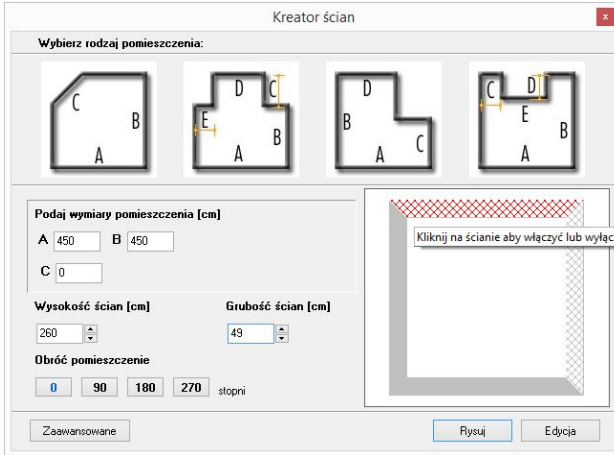 Kreator ścian
x
Wybierz rodzaj pomieszczenia:
C B A
D C E B A
D B C A
C D E B A
Podaj wymiary pomieszczenia [cm]
A 450 B 450
C 0
Wysokość ścian [cm] Grubość ścian [cm]
260 49
Obróć pomieszczenie
0 90 180 270 stopni
Kliknij na ścianie aby włączyć lub wyłąc
Zaawansowane Rysuj Edycja